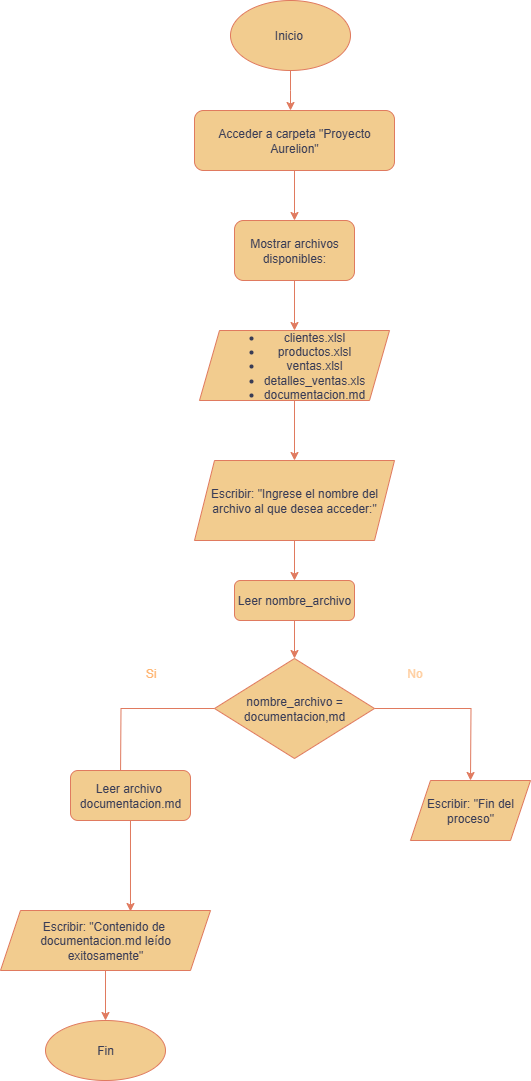 Inicio
Acceder a carpeta "Proyecto
Aurelion"
Mostrar archivos
disponibles:
• clientes.xlsl
• productos.xlsl
• ventas.xlsl
• detalles_ventas.xls
• documentacion.md
Escribir: "Ingrese el nombre del
archivo al que desea acceder:"
Leer nombre_archivo
Si
No
nombre_archivo =
documentacion,md
Leer archivo
documentacion.md
Escribir: "Fin del
proceso"
Escribir: "Contenido de
documentacion.md leído
exitosamente"
Fin